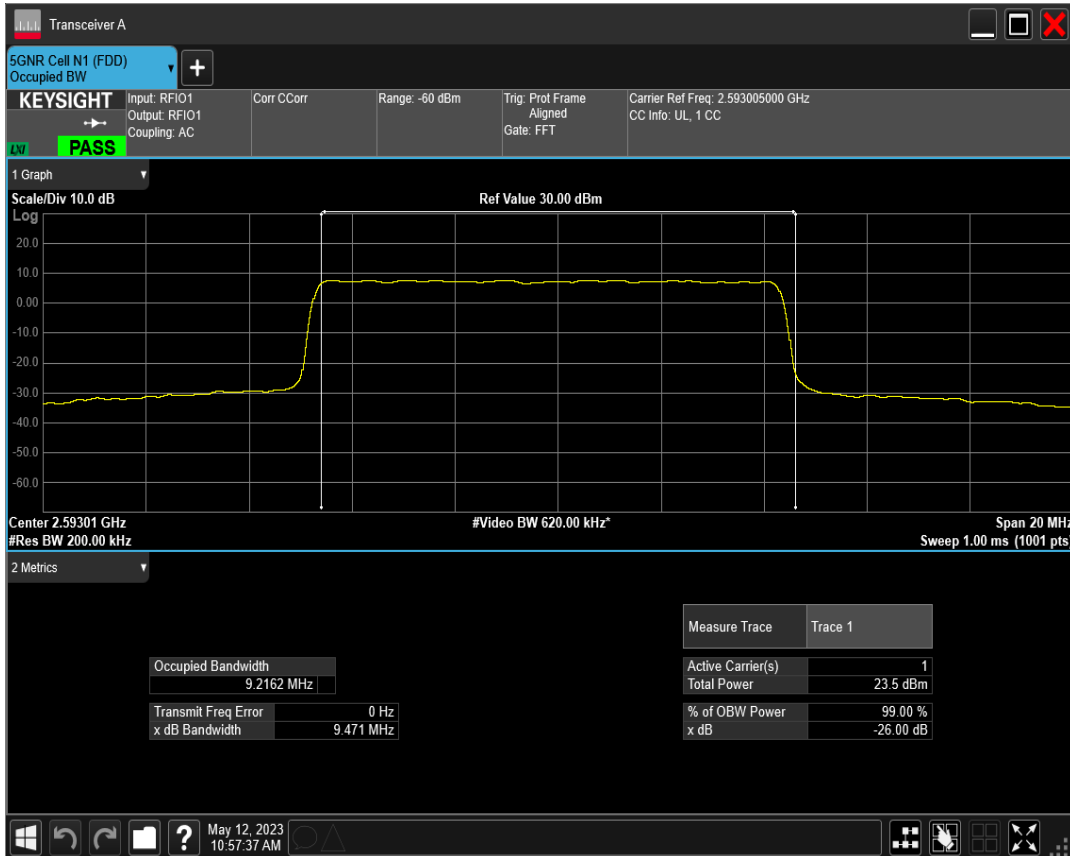 Transceiver A
5GNR Cell N1 (FDD)
Occupied BW
+
KEYSIGHT
LXI
PASS
Input: RFIO1
Output: RFIO1
Coupling: AC
Corr CCorr
Range: -60 dBm
Trig: Prot Frame
Aligned
Gate: FFT
Carrier Ref Freq: 2.593005000 GHz
CC Info: UL, 1 CC
1 Graph
Scale/Div 10.0 dB
Ref Value 30.00 dBm
Log
20.0
10.0
0.00
-10.0
-20.0
-30.0
-40.0
-50.0
-60.0
Center 2.59301 GHz
#Video BW 620.00 kHz*
Span 20 MHz
#Res BW 200.00 kHz
Sweep 1.00 ms (1001 pts)
2 Metrics
Measure Trace Trace 1
Occupied Bandwidth
9.2162 MHz
Active Carrier(s) 1
Total Power 23.5 dBm
Transmit Freq Error 0 Hz
x dB Bandwidth 9.471 MHz
% of OBW Power 99.00 %
x dB -26.00 dB
?
May 12, 2023
10:57:37 AM